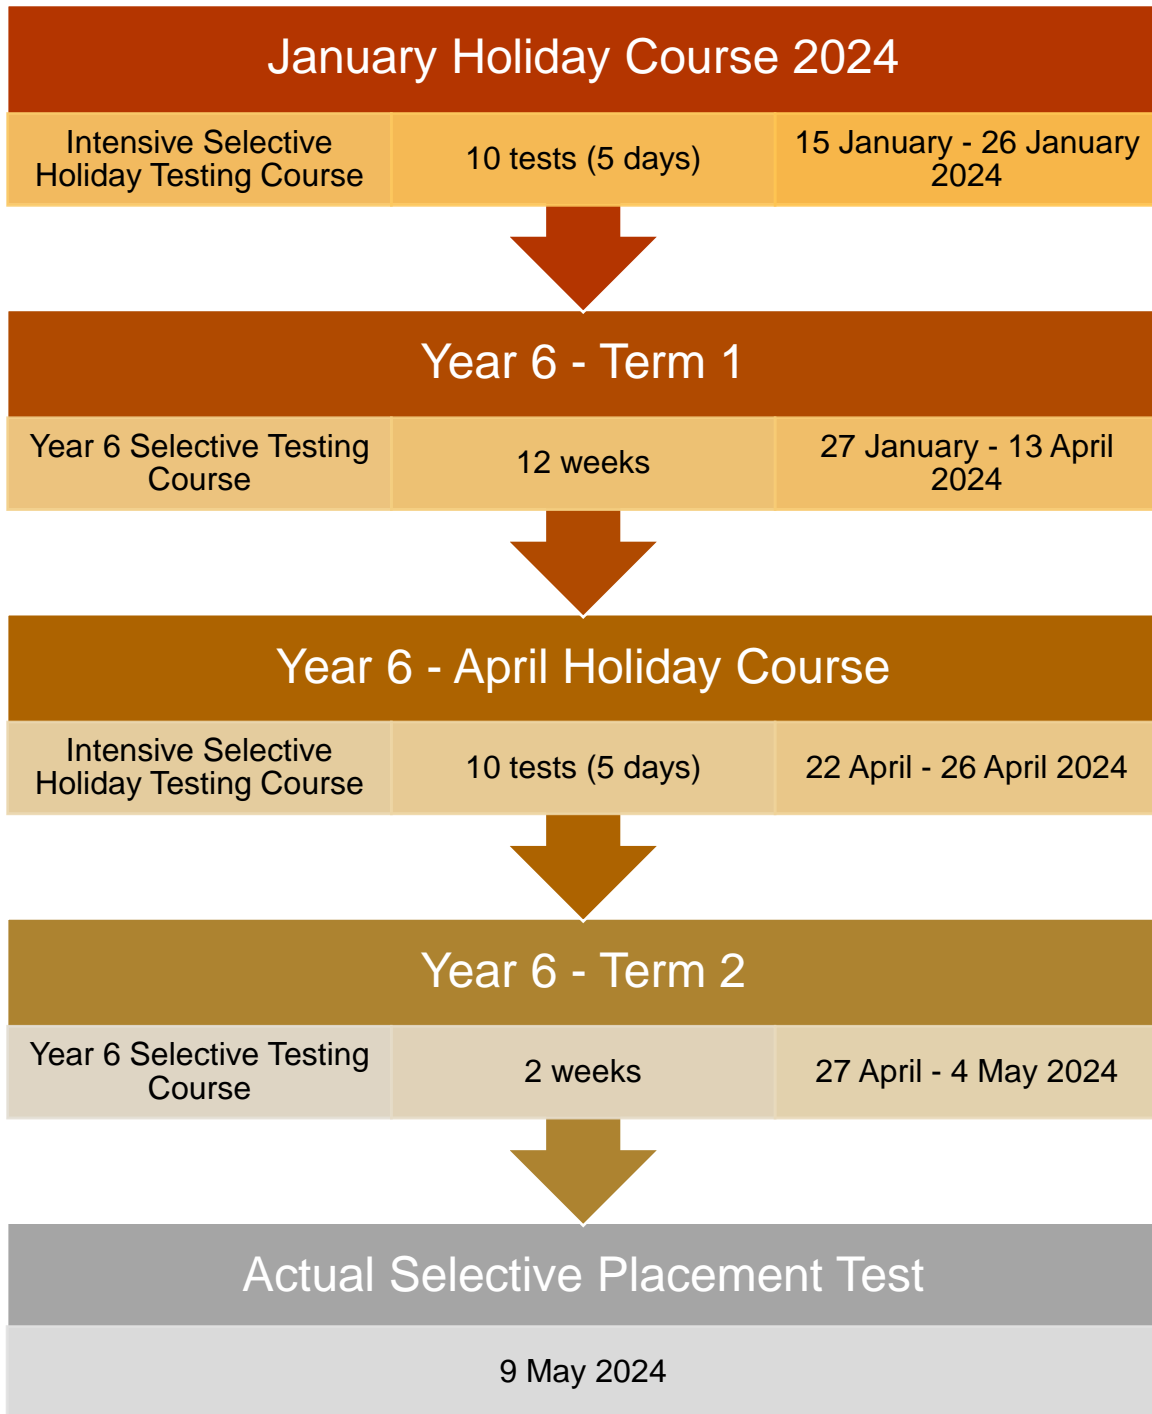 January Holiday Course 2024
Intensive Selective
Holiday Testing Course
10 tests (5 days)
15 January - 26 January
2024
Year 6 - Term 1
Year 6 Selective Testing
Course
12 weeks
27 January - 13 April
2024
Year 6 - April Holiday Course
Intensive Selective
Holiday Testing Course
10 tests (5 days)
22 April - 26 April 2024
Year 6 - Term 2
Year 6 Selective Testing
Course
2 weeks
27 April - 4 May 2024
Actual Selective Placement Test
9 May 2024